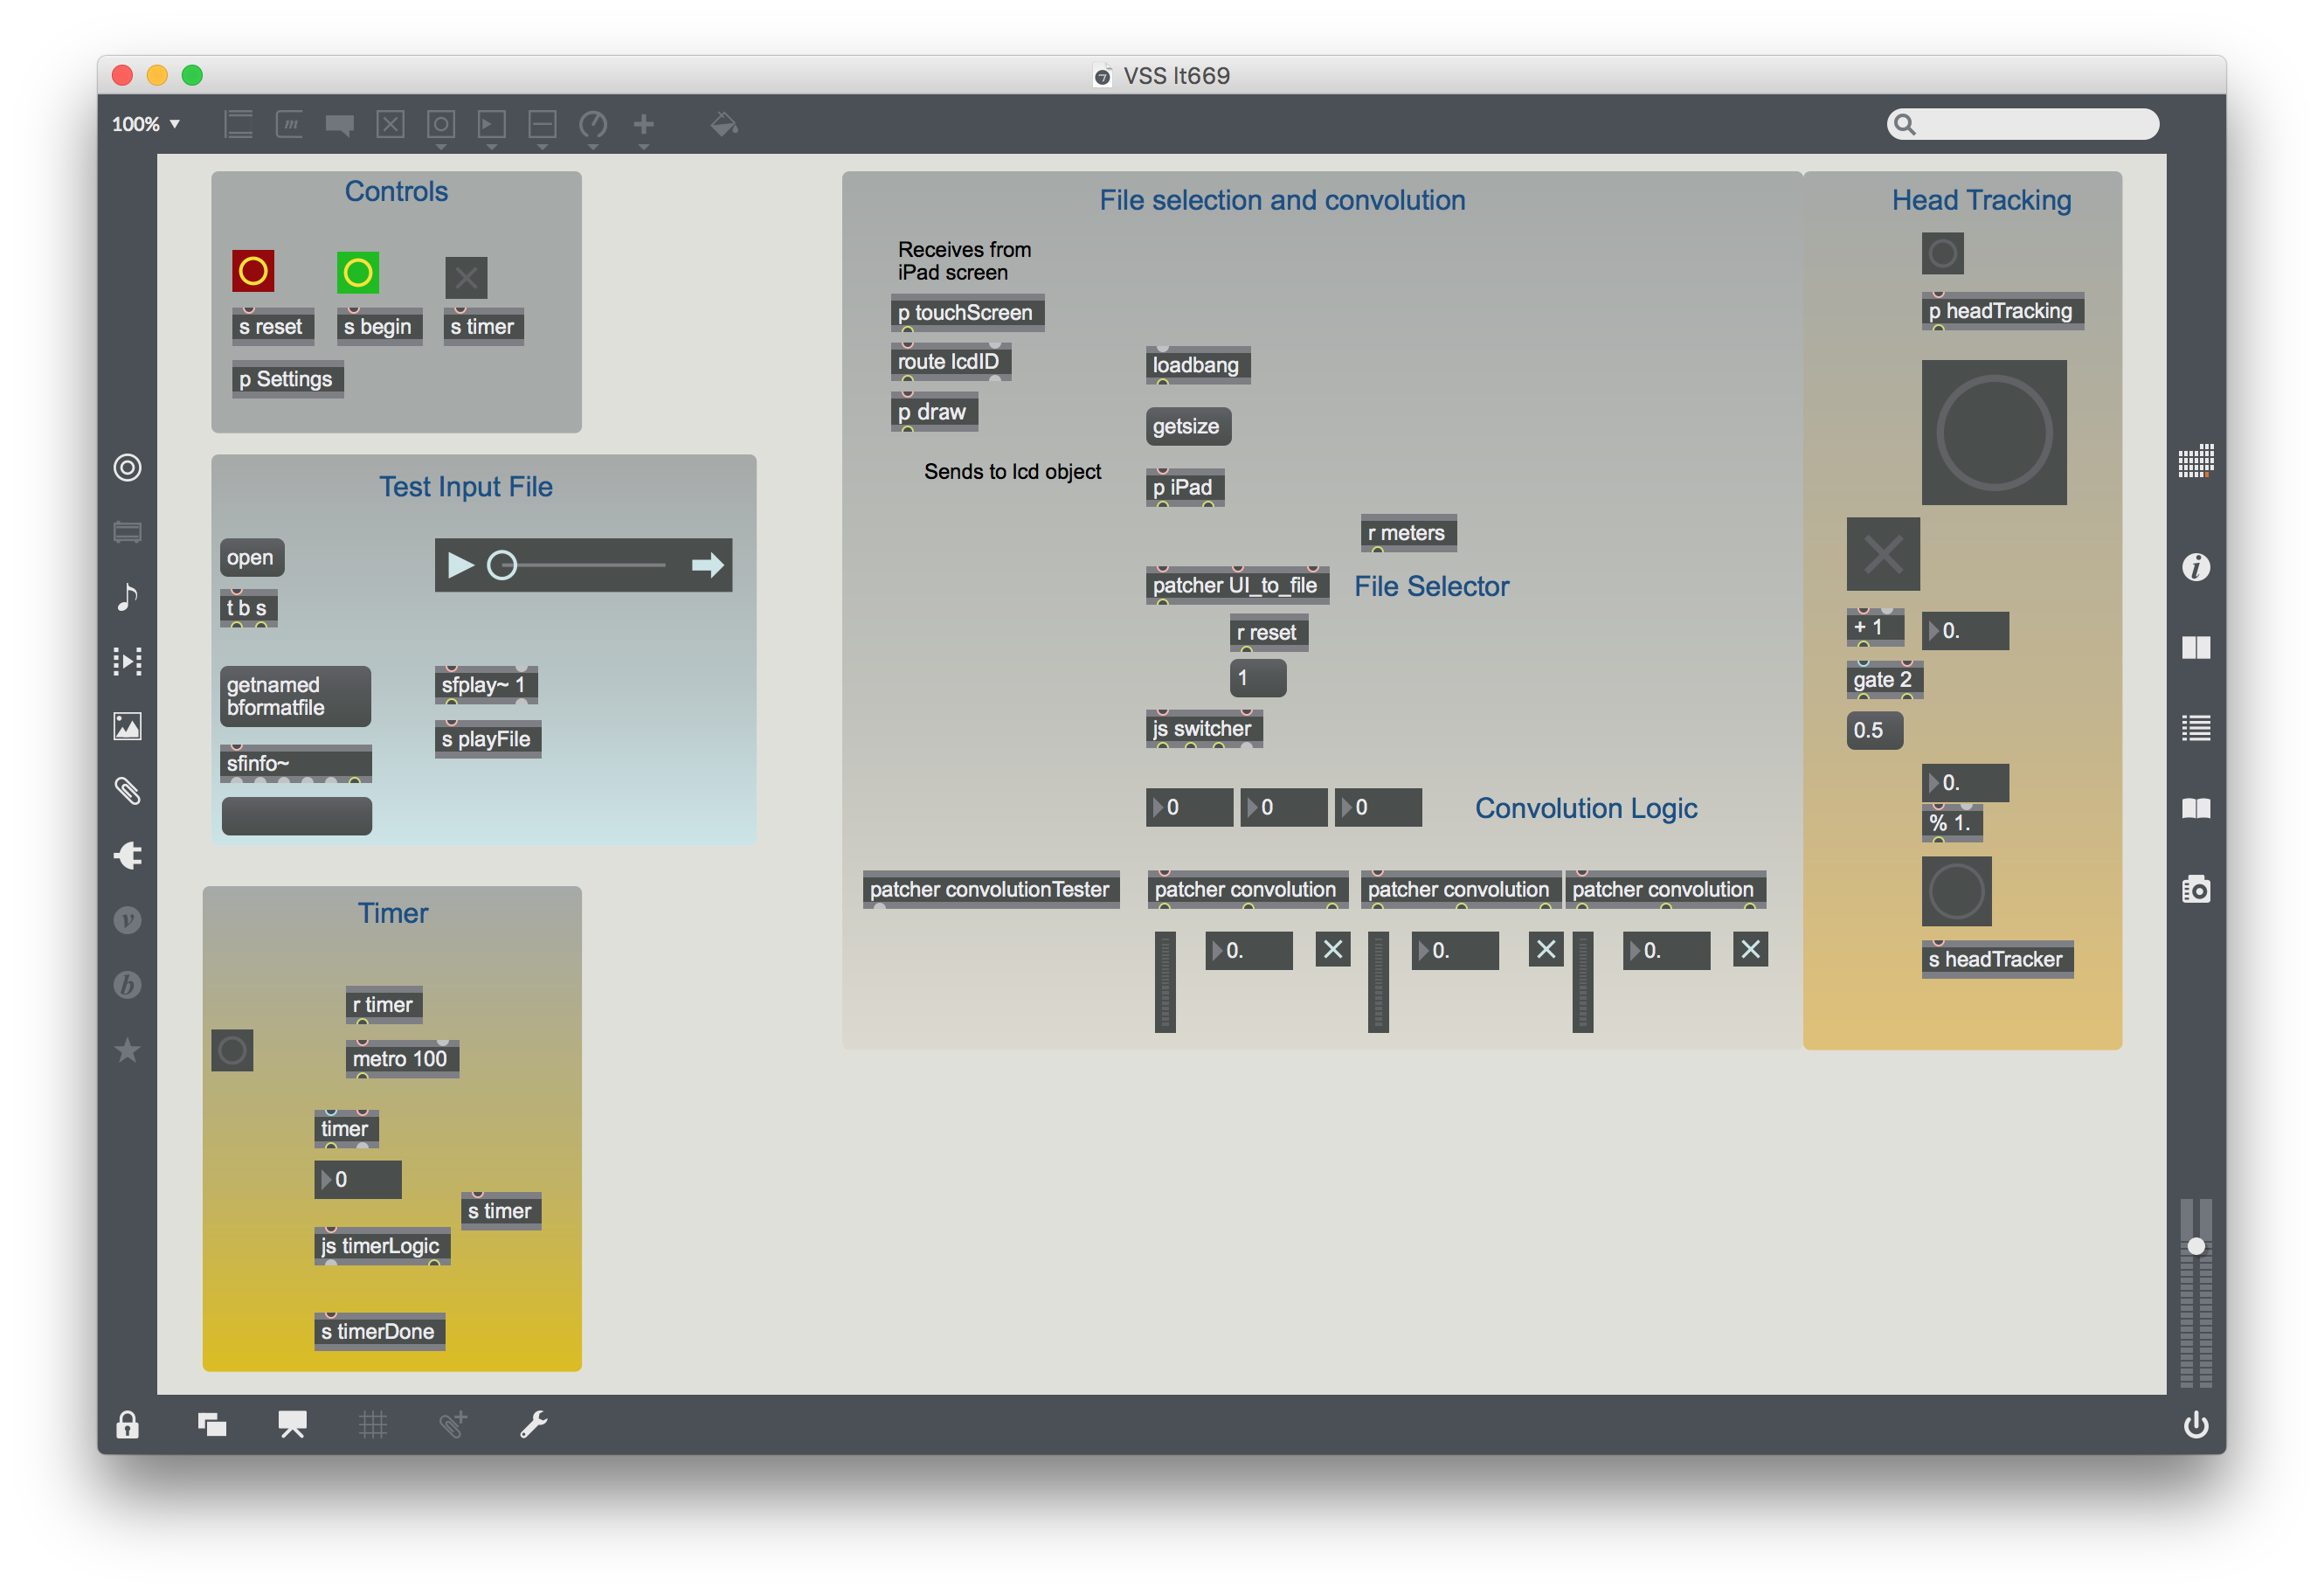 VSS lt669
100%
m
Controls
s reset
s begin
s timer
p Settings
Test Input File
open
t b s
getnamed
bformatfile
sfinfo~
sfplay~ 1
s playFile
Timer
r timer
metro 100
timer
0
s timer
js timerLogic
s timerDone
File selection and convolution
Receives from
iPad screen
p touchScreen
route lcdID
p draw
Sends to lcd object
loadbang
getsize
p iPad
r meters
patcher UI_to_file
File Selector
r reset
1
js switcher
0
0
0
Convolution Logic
patcher convolutionTester
patcher convolution
patcher convolution
patcher convolution
0.
0.
0.
Head Tracking
p headTracking
+ 1
0.
gate 2
0.5
0.
% 1.
s headTracker
i
v
b